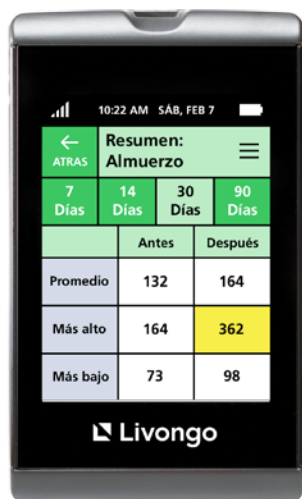 10:22 AM SÁB, FEB 7
← ATRAS
Resumen:
Almuerzo
7 Días
14 Días
30 Días
90 Días
Antes Después
Promedio 132 164
Más alto 164 362
Más bajo 73 98
Livongo